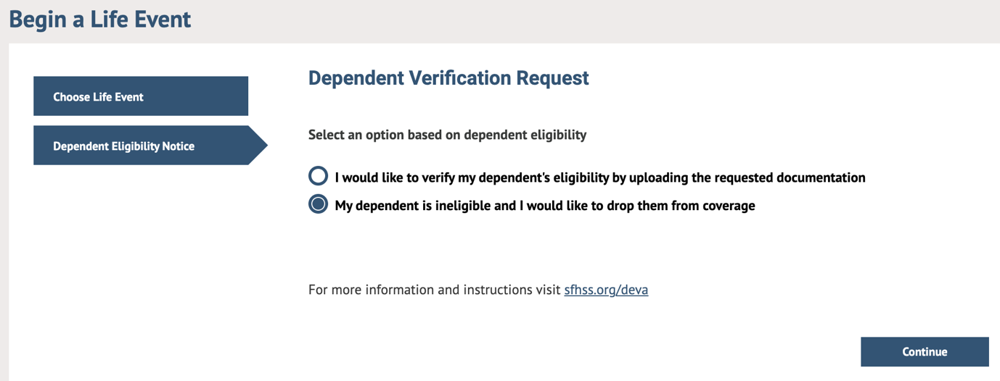 Begin a Life Event
Choose Life Event
Dependent Eligibility Notice
Dependent Verification Request
Select an option based on dependent eligibility
I would like to verify my dependent's eligibility by uploading the requested documentation
My dependent is ineligible and I would like to drop them from coverage
For more information and instructions visit sfhss.org/deva
Continue